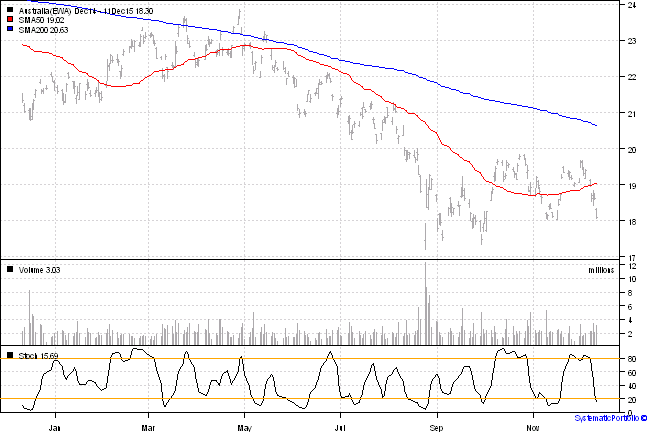 Australia (EWA) Dec14 - 11Dec15 18.30
SMA50 19.02
SMA200 20.63
24
23
22
21
20
19
18
17
Volume 3.03
millions
12
10
8
6
4
2
Stoch 15.69
80
60
40
20
0
Jan Mar May Jul Sep Nov
SystematicPortfolio ©